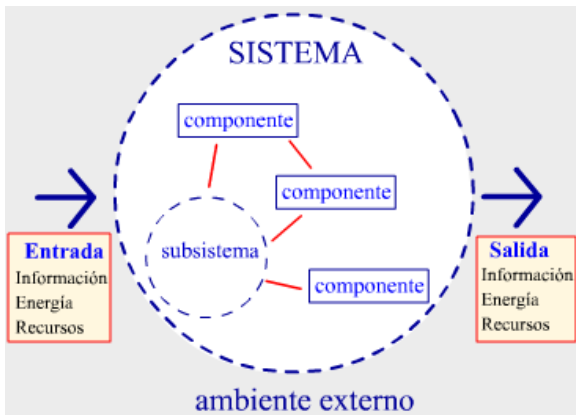 SISTEMA
componente
componente
subsistema
componente
Entrada
Información
Energía
Recursos
Salida
Información
Energía
Recursos
ambiente externo